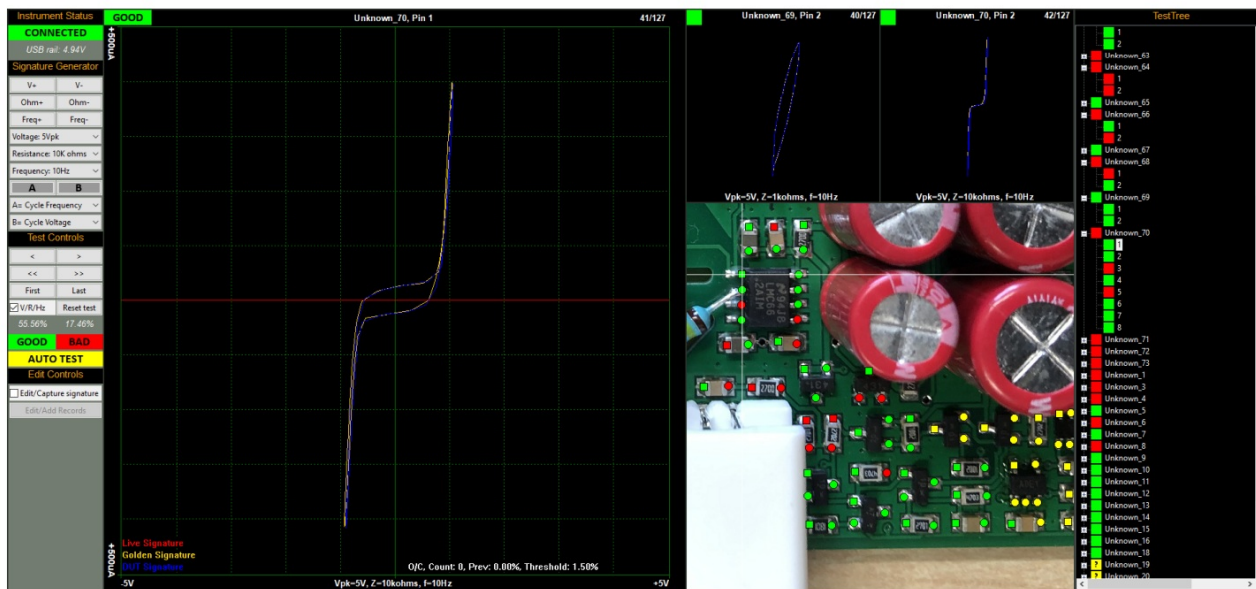 Instrument Status
CONNECTED
USB rail: 4.94V
Signature Generator
V+ V-
Ohm+ Ohm-
Freq+ Freq-
Voltage: 5Vpk
Resistance: 10K ohms
Frequency: 10Hz
A B
A= Cycle Frequency
B= Cycle Voltage
Test Controls
< >
<< >>
First Last
V/R/Hz Reset test
55.56% 17.46%
GOOD BAD
AUTO TEST
Edit Controls
Edit/Capture signature
Edit/Add Records
GOOD
Unknown_70, Pin 1
41/127
+500uA
Live Signature
Golden Signature
DUT Signature
+500uA
O/C, Count: 0, Prev: 0.00%, Threshold: 1.50%
-5V
Vpk=5V, Z=10kohms, f=10Hz
+5V
Unknown_69, Pin 2
40/127
Vpk=5V, Z=1kohms, f=10Hz
Unknown_70, Pin 2
42/127
Vpk=5V, Z=10kohms, f=10Hz
LMC66
2AIM
TestTree
1
2
Unknown_63
Unknown_64
1
2
Unknown_65
Unknown_66
1
2
Unknown_67
Unknown_68
1
2
Unknown_69
1
2
Unknown_70
1
2
3
4
5
6
7
8
Unknown_71
Unknown_72
Unknown_73
Unknown_1
Unknown_3
Unknown_4
Unknown_5
Unknown_6
Unknown_7
Unknown_8
Unknown_9
Unknown_10
Unknown_11
Unknown_12
Unknown_13
Unknown_14
Unknown_15
Unknown_16
Unknown_18
? Unknown_19
? Unknown_20